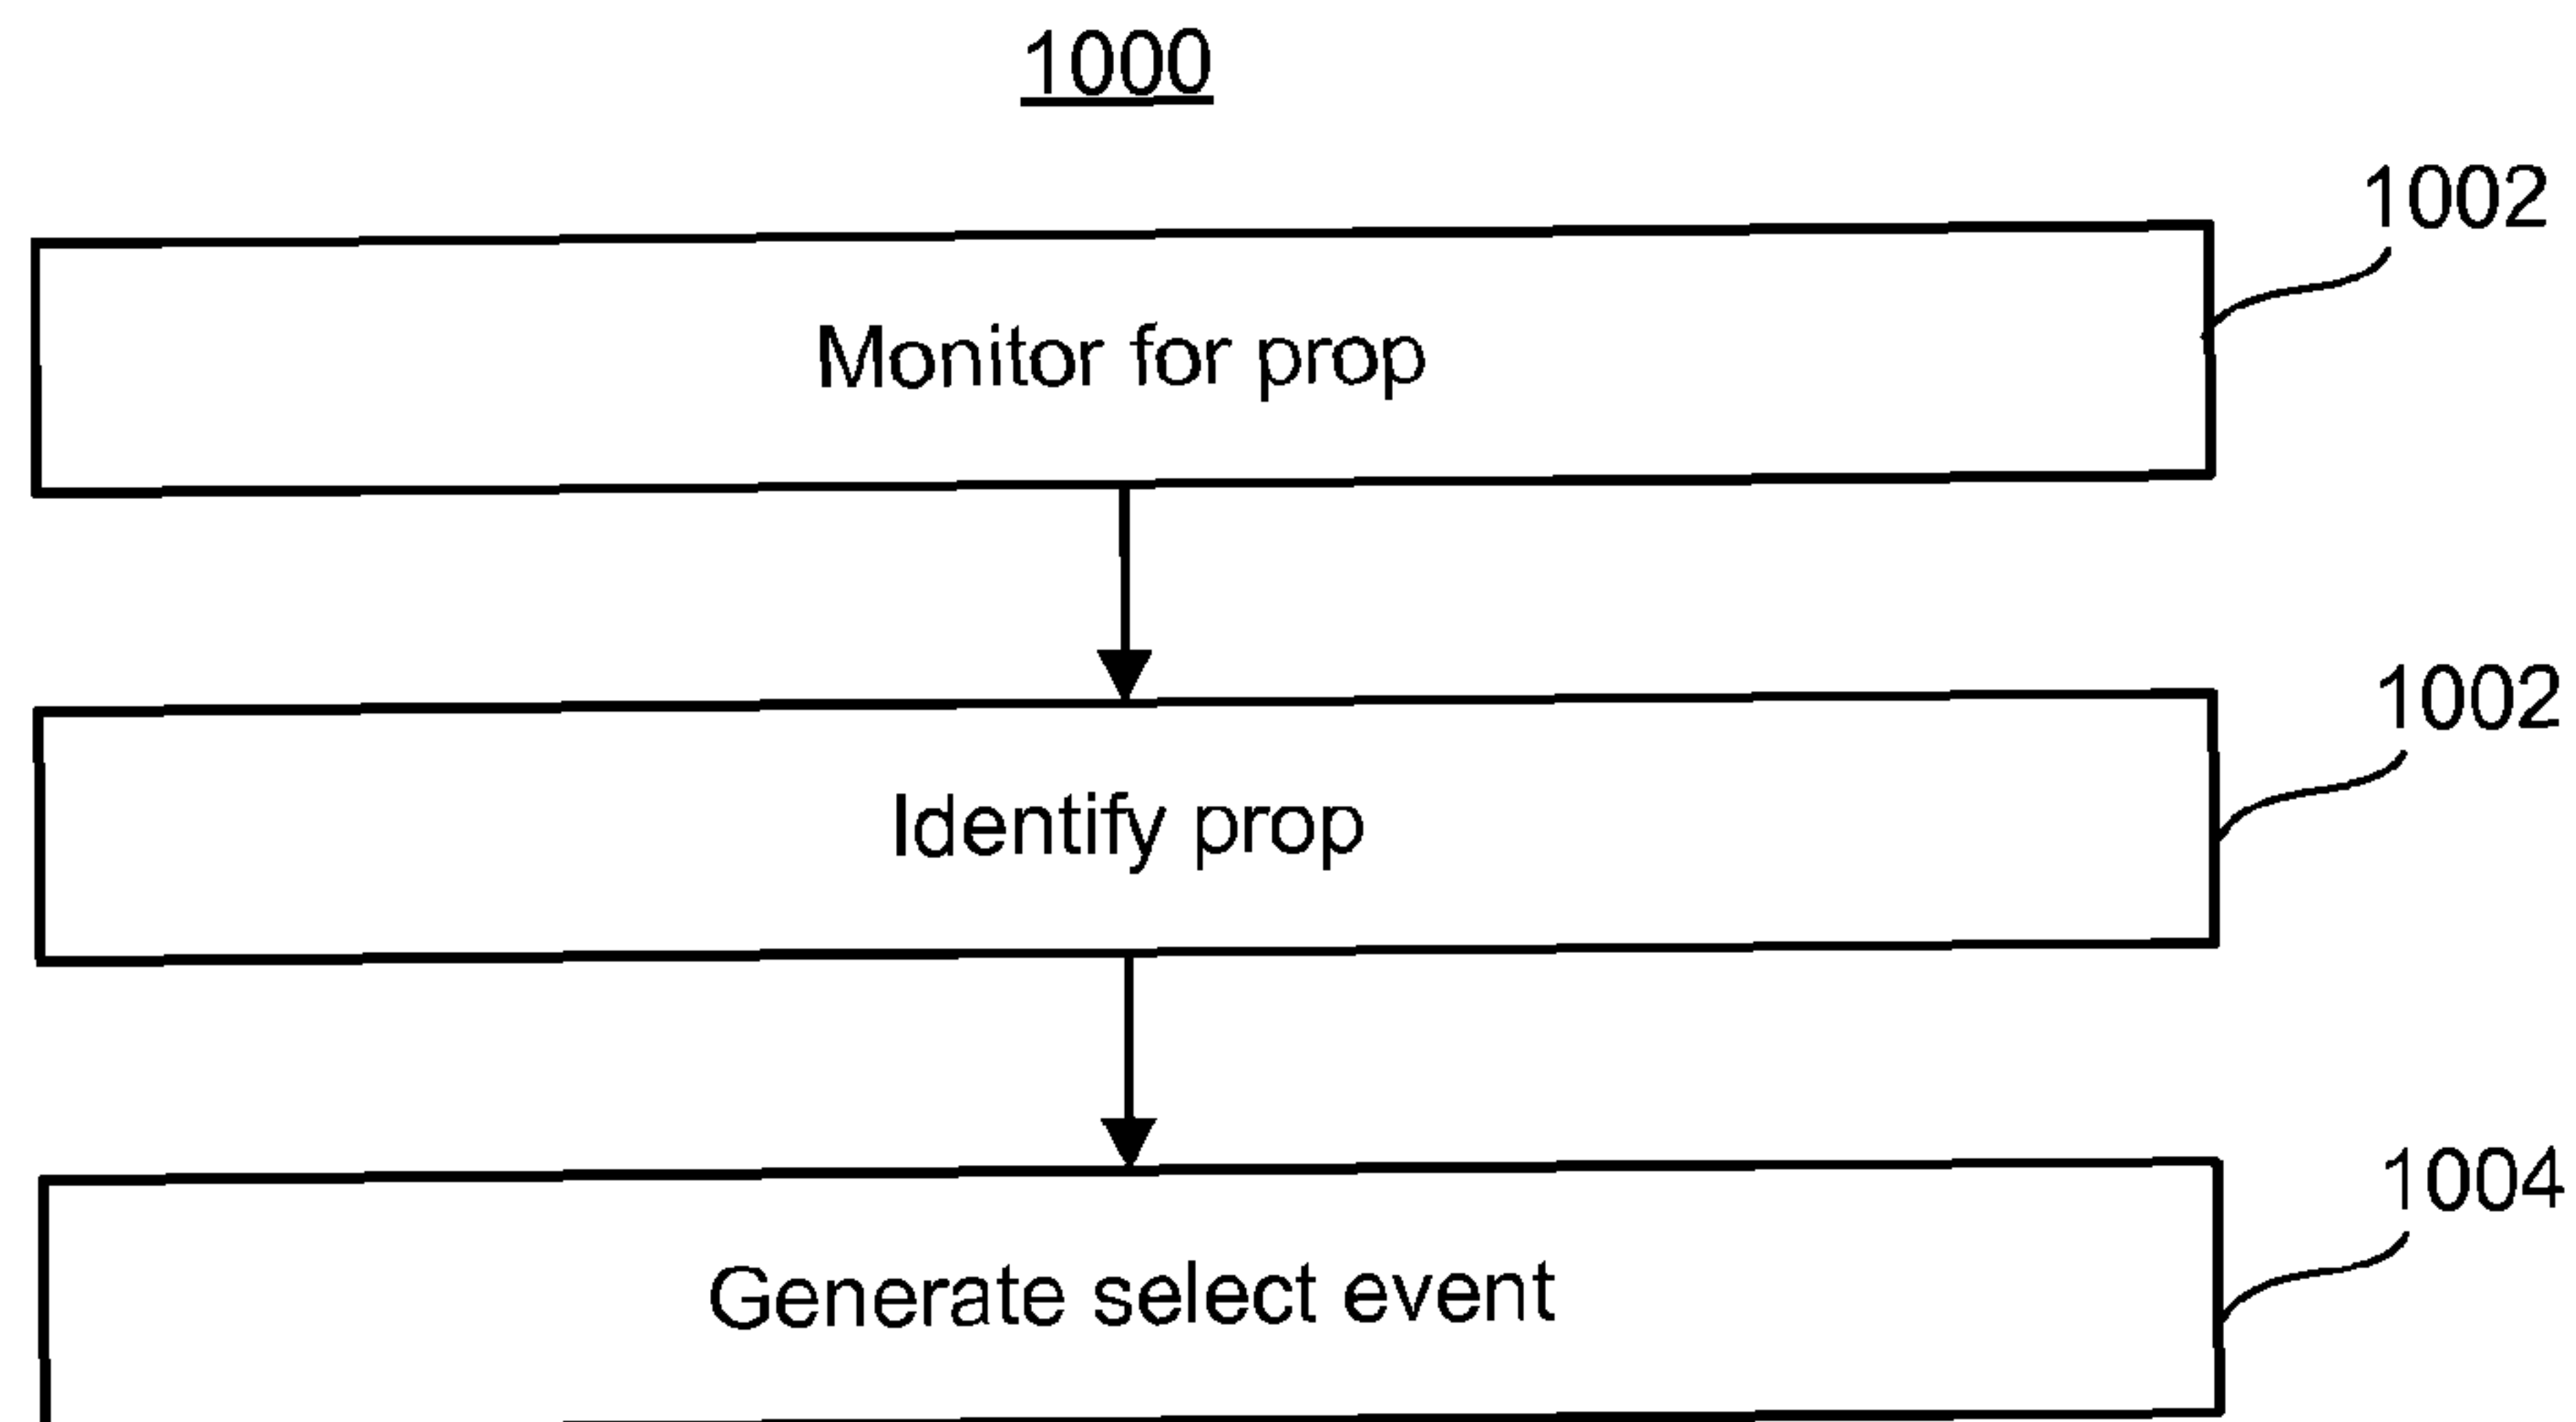 1000
1002
Monitor for prop
1002
Identify prop
1004
Generate select event